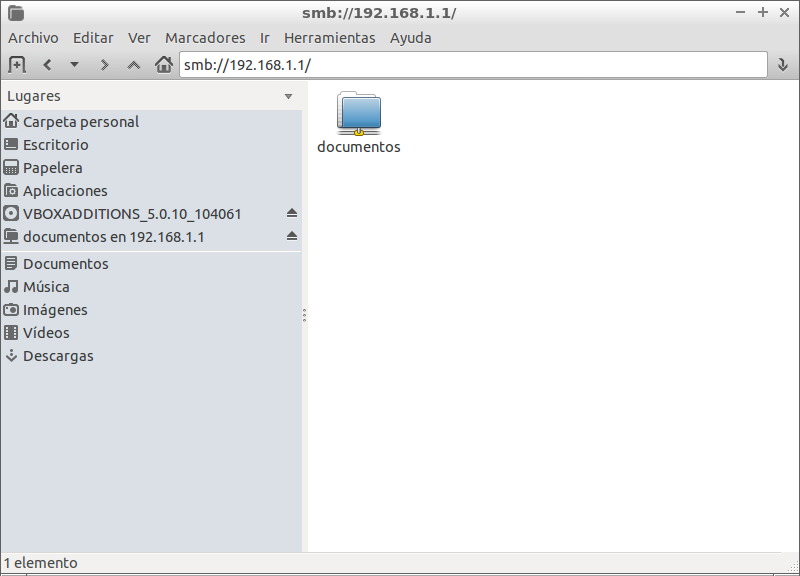 smb://192.168.1.1/
Archivo Editar Ver Marcadores Ir Herramientas Ayuda
smb://192.168.1.1/
Lugares
Carpeta personal
Escritorio
Papelera
Aplicaciones
VBOXADDITIONS_5.0.10_104061
documentos en 192.168.1.1
Documentos
Música
Imágenes
Vídeos
Descargas
documentos
1 elemento